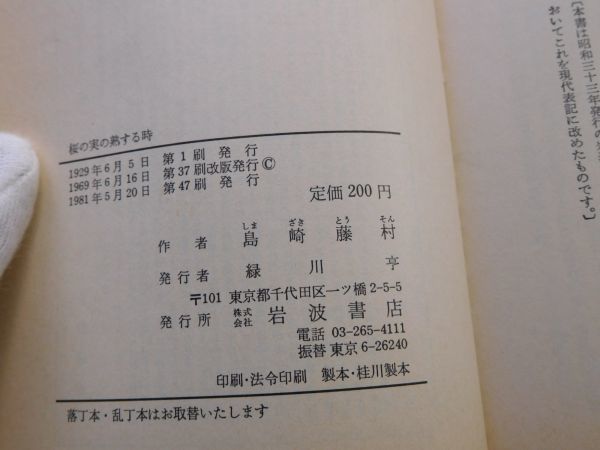 〔本書は昭和三十三年発行の
おいてこれを現代表記に改めたものです。〕
桜の実の熟する時
1929年6月5日 第1刷発行
1969年6月16日 第37刷改版発行©
1981年5月20日 第47刷発行
定価200円
しま ざき とう そん
作者 島崎藤村
発行者 緑川亨
〒101 東京都千代田区一ツ橋2-5-5
発行所 株式会社 岩波書店
電話 03-265-4111
振替 東京6-26240
印刷・法令印刷 製本・桂川製本
落丁本・乱丁本はお取替いたします